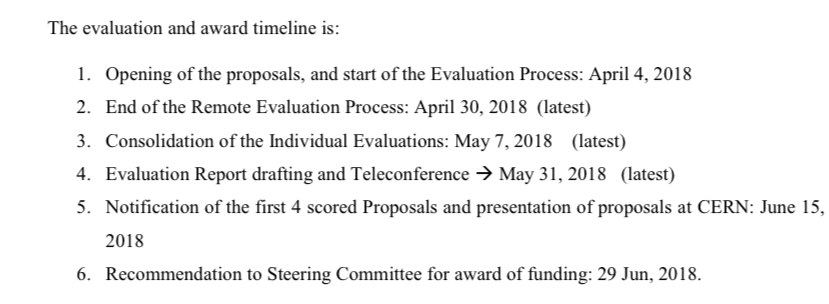 The evaluation and award timeline is:
1. Opening of the proposals, and start of the Evaluation Process: April 4, 2018
2. End of the Remote Evaluation Process: April 30, 2018 (latest)
3. Consolidation of the Individual Evaluations: May 7, 2018 (latest)
4. Evaluation Report drafting and Teleconference → May 31, 2018 (latest)
5. Notification of the first 4 scored Proposals and presentation of proposals at CERN: June 15,
2018
6. Recommendation to Steering Committee for award of funding: 29 Jun, 2018.